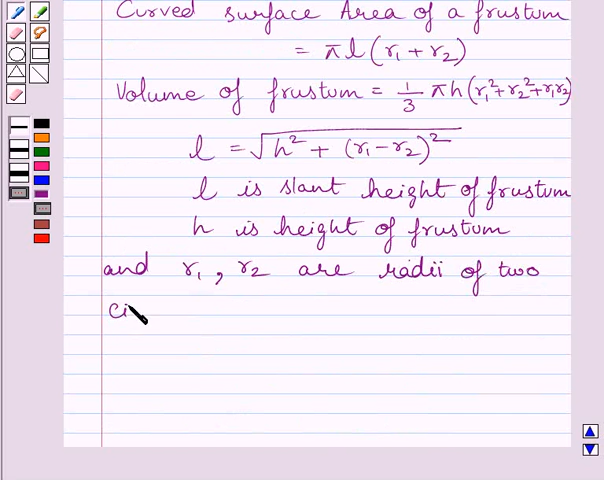 Curved surface Area of a frustum
= πl(r₁+r₂)
Volume of frustum = 1/3 πh(r₁²+r₂²+r₁r₂)
l = √(h² + (r₁-r₂)²)
l is slant height of frustum
h is height of frustum
and r₁, r₂ are radii of two
ci